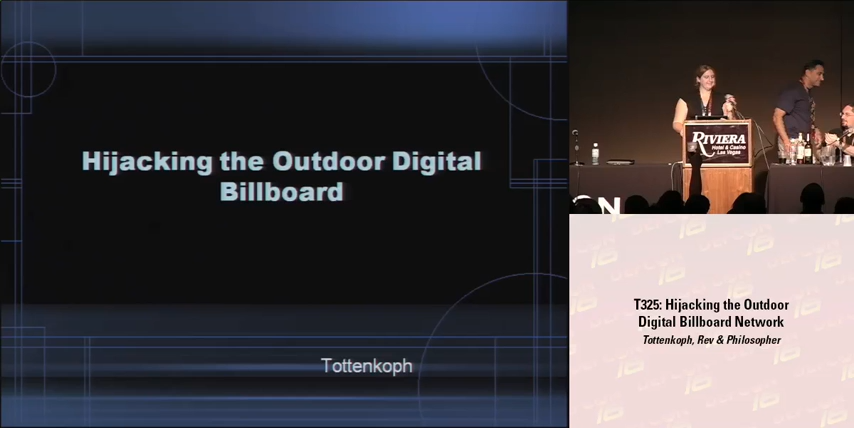 Hijacking the Outdoor Digital
Billboard
Tottenkoph
RIVIERA
Hotel & Casino
Las Vegas
T325: Hijacking the Outdoor
Digital Billboard Network
Tottenkoph, Rev & Philosopher